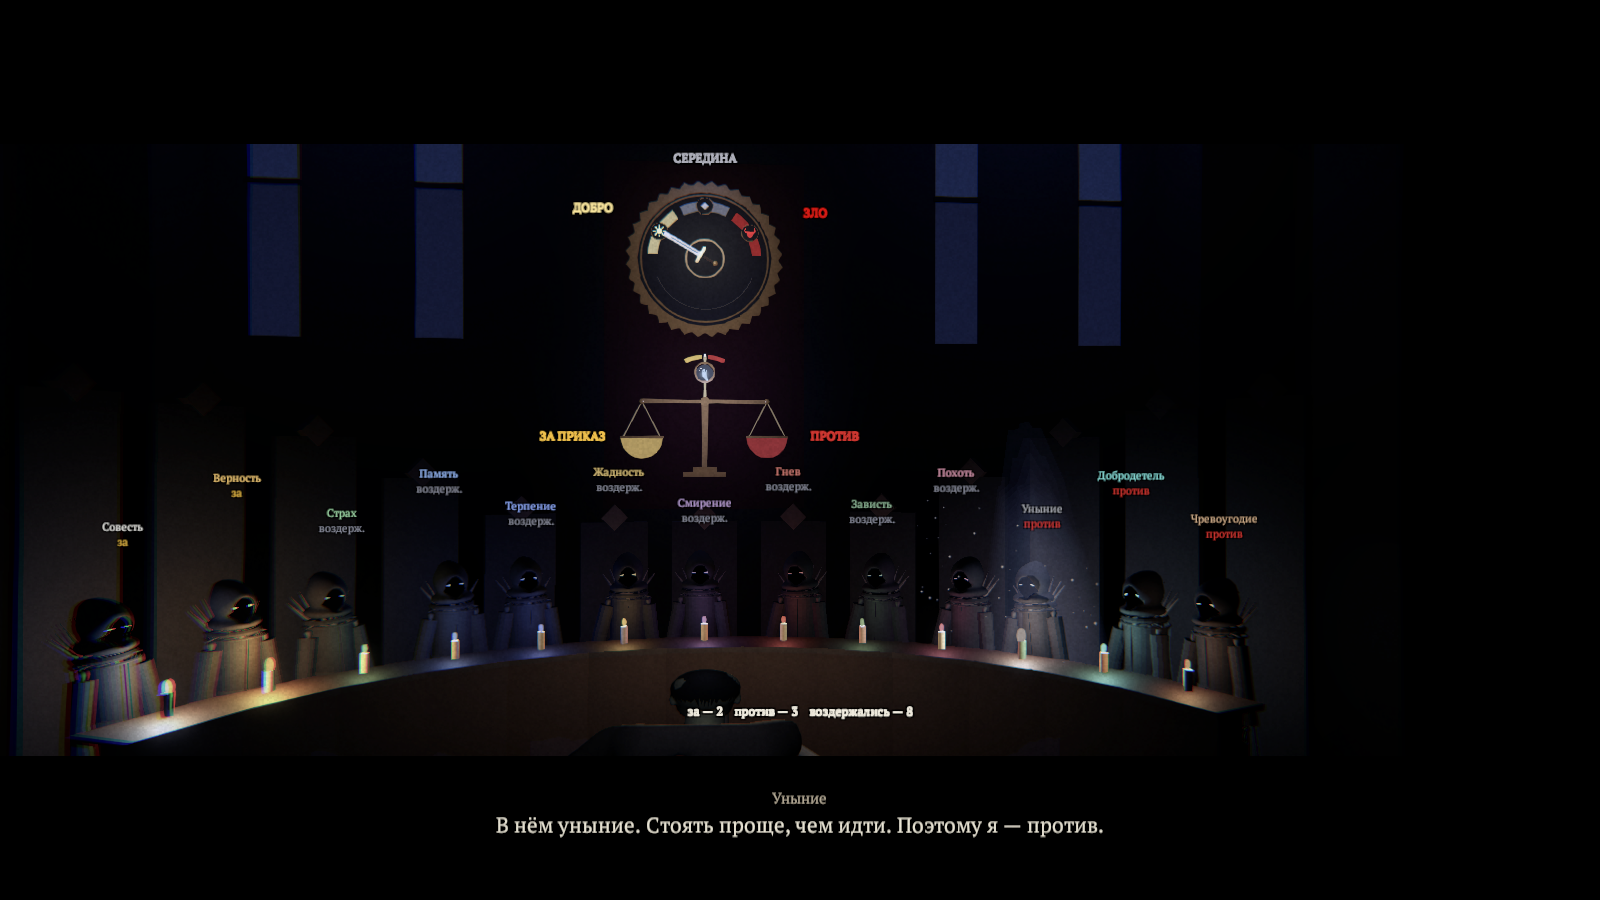 СЕРЕДИНА
ДОБРО
ЗЛО
ЗА ПРИКАЗ
ПРОТИВ
Совесть
за
Верность
за
Страх
воздерж.
Память
воздерж.
Терпение
воздерж.
Жадность
воздерж.
Смирение
воздерж.
Гнев
воздерж.
Зависть
воздерж.
Похоть
воздерж.
Уныние
против
Добродетель
против
Чревоугодие
против
за — 2 против — 3 воздержались — 8
Уныние
В нём уныние. Стоять проще, чем идти. Поэтому я — против.